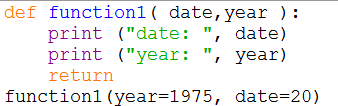 def function1( date,year ):
    print ("date: ", date)
    print ("year: ", year)
    return
function1(year=1975, date=20)